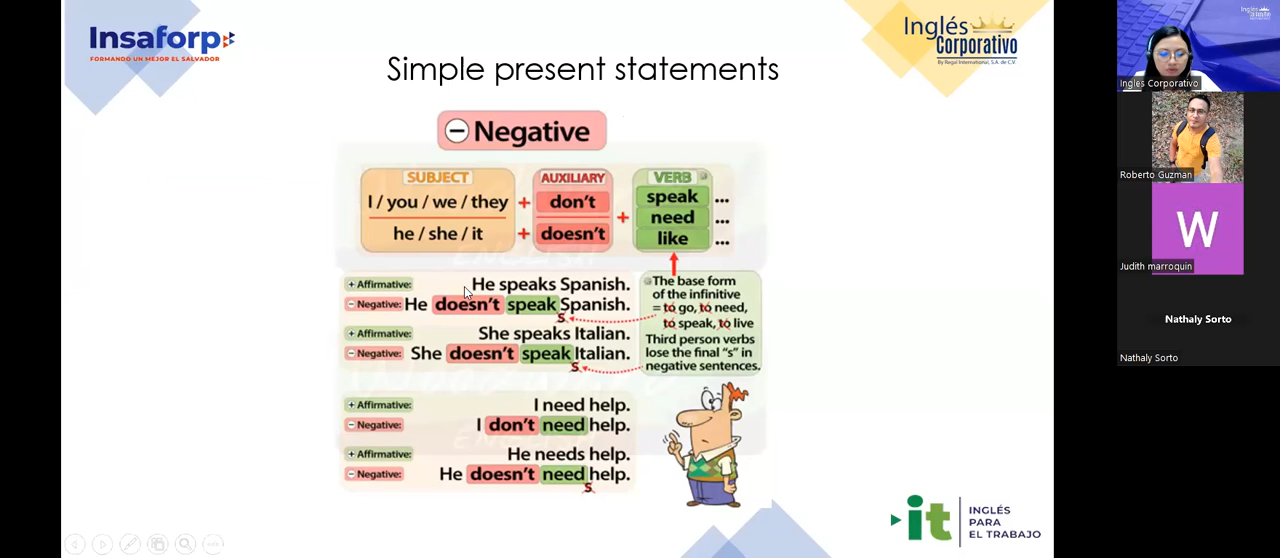 Insaforp
FORMANDO UN MEJOR EL SALVADOR
Inglés
Corporativo
By Regal International, S.A. de C.V.
Simple present statements
− Negative
SUBJECT AUXILIARY VERB
I / you / we / they + don't + speak ...
need ...
he / she / it + doesn't like ...
+ Affirmative: He speaks Spanish.
− Negative: He doesn't speak Spanish.
s
+ Affirmative: She speaks Italian.
− Negative: She doesn't speak Italian.
s
The base form
of the infinitive
= to go, to need,
to speak, to live
Third person verbs
lose the final "s" in
negative sentences.
+ Affirmative: I need help.
− Negative: I don't need help.
+ Affirmative: He needs help.
− Negative: He doesn't need help.
s
it
INGLÉS
PARA
EL TRABAJO
Ingles Corporativo
Roberto Guzman
W
Judith marroquin
Nathaly Sorto
Nathaly Sorto